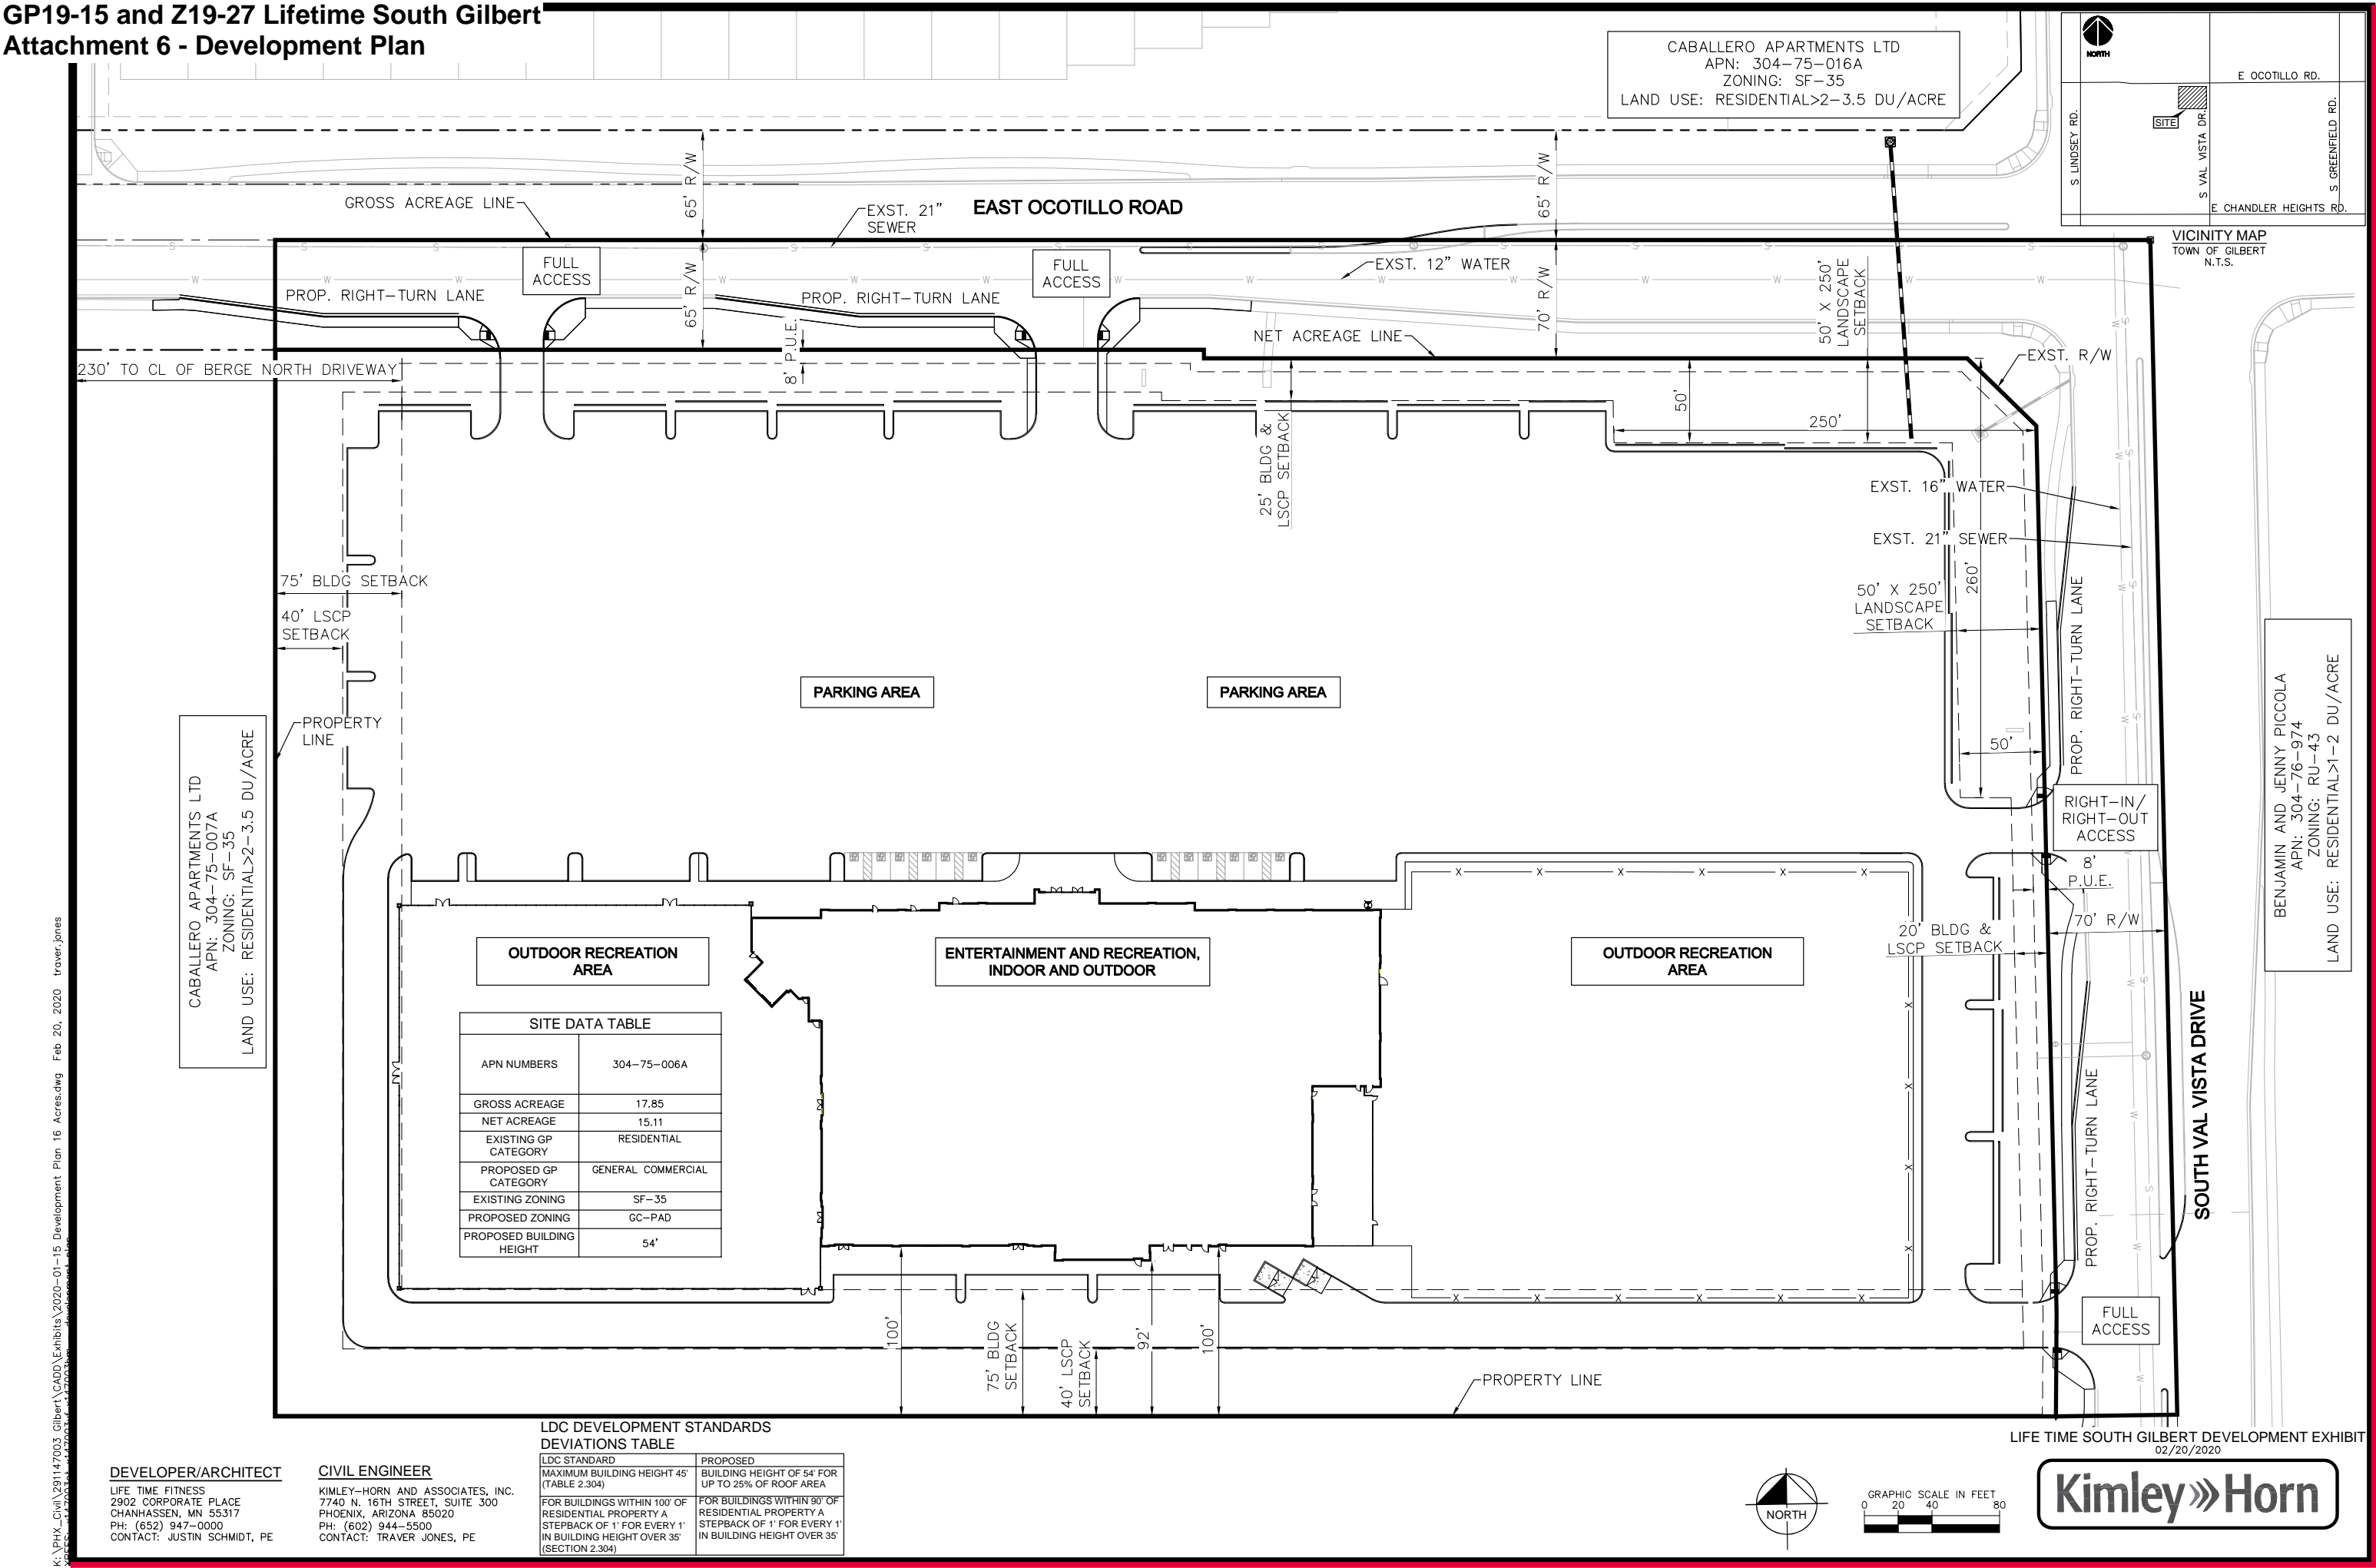 GP19-15 and Z19-27 Lifetime South Gilbert
Attachment 6 - Development Plan
CABALLERO APARTMENTS LTD
APN: 304-75-016A
ZONING: SF-35
LAND USE: RESIDENTIAL>2-3.5 DU/ACRE
NORTH
E OCOTILLO RD.
S LINDSEY RD.
SITE
S VAL VISTA DR.
S GREENFIELD RD.
E CHANDLER HEIGHTS RD.
VICINITY MAP
TOWN OF GILBERT
N.T.S.
65' R/W
65' R/W
GROSS ACREAGE LINE
EXST. 21"
SEWER
EAST OCOTILLO ROAD
FULL
ACCESS
FULL
ACCESS
EXST. 12" WATER
PROP. RIGHT-TURN LANE
PROP. RIGHT-TURN LANE
65' R/W
8' P.U.E.
70' R/W
50' X 250'
LANDSCAPE
SETBACK
NET ACREAGE LINE
EXST. R/W
230' TO CL OF BERGE NORTH DRIVEWAY
25' BLDG &
LSCP SETBACK
50'
250'
EXST. 16" WATER
EXST. 21" SEWER
260'
50' X 250'
LANDSCAPE
SETBACK
PROP. RIGHT-TURN LANE
75' BLDG SETBACK
40' LSCP
SETBACK
PARKING AREA
PARKING AREA
PROPERTY
LINE
50'
CABALLERO APARTMENTS LTD
APN: 304-75-007A
ZONING: SF-35
LAND USE: RESIDENTIAL>2-3.5 DU/ACRE
BENJAMIN AND JENNY PICCOLA
APN: 304-76-974
ZONING: RU-43
LAND USE: RESIDENTIAL>1-2 DU/ACRE
RIGHT-IN/
RIGHT-OUT
ACCESS
8'
P.U.E.
70' R/W
20' BLDG &
LSCP SETBACK
OUTDOOR RECREATION
AREA
ENTERTAINMENT AND RECREATION,
INDOOR AND OUTDOOR
OUTDOOR RECREATION
AREA
SITE DATA TABLE
APN NUMBERS 304-75-006A
GROSS ACREAGE 17.85
NET ACREAGE 15.11
EXISTING GP
CATEGORY RESIDENTIAL
PROPOSED GP
CATEGORY GENERAL COMMERCIAL
EXISTING ZONING SF-35
PROPOSED ZONING GC-PAD
PROPOSED BUILDING
HEIGHT 54'
SOUTH VAL VISTA DRIVE
PROP. RIGHT-TURN LANE
FULL
ACCESS
100'
75' BLDG
SETBACK
40' LSCP
SETBACK
92'
100'
PROPERTY LINE
K:\PHX_Civil\291147003 Gilbert\CADD\Exhibits\2020-01-15 Development Plan 16 Acres.dwg Feb 20, 2020 traver.jones
LDC DEVELOPMENT STANDARDS
DEVIATIONS TABLE
LDC STANDARD
MAXIMUM BUILDING HEIGHT 45'
(TABLE 2.304)
FOR BUILDINGS WITHIN 100' OF
RESIDENTIAL PROPERTY A
STEPBACK OF 1' FOR EVERY 1'
IN BUILDING HEIGHT OVER 35'
(SECTION 2.304)
PROPOSED
BUILDING HEIGHT OF 54' FOR
UP TO 25% OF ROOF AREA
FOR BUILDINGS WITHIN 90' OF
RESIDENTIAL PROPERTY A
STEPBACK OF 1' FOR EVERY 1'
IN BUILDING HEIGHT OVER 35'
DEVELOPER/ARCHITECT
LIFE TIME FITNESS
2902 CORPORATE PLACE
CHANHASSEN, MN 55317
PH: (652) 947-0000
CONTACT: JUSTIN SCHMIDT, PE
CIVIL ENGINEER
KIMLEY-HORN AND ASSOCIATES, INC.
7740 N. 16TH STREET, SUITE 300
PHOENIX, ARIZONA 85020
PH: (602) 944-5500
CONTACT: TRAVER JONES, PE
NORTH
GRAPHIC SCALE IN FEET
0 20 40 80
LIFE TIME SOUTH GILBERT DEVELOPMENT EXHIBIT
02/20/2020
Kimley»Horn